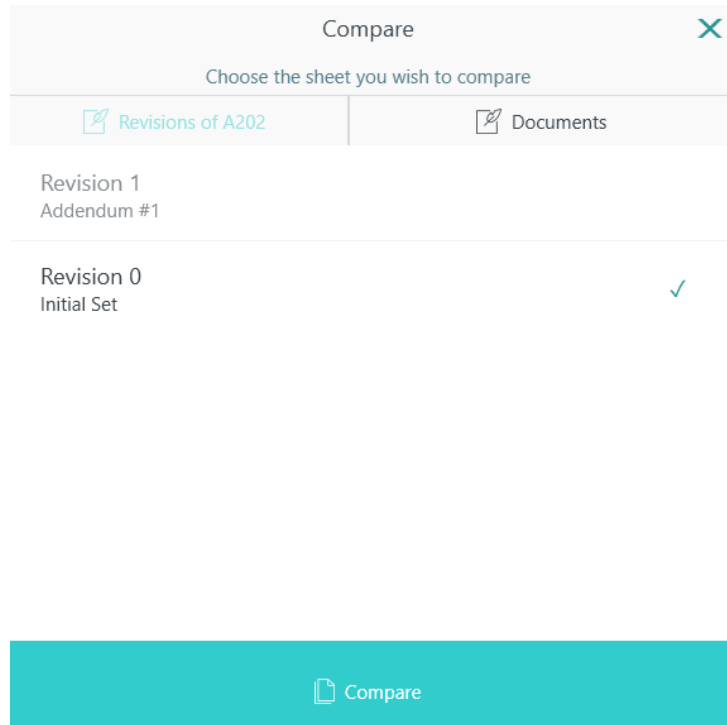 Compare
Choose the sheet you wish to compare
Revisions of A202
Documents
Revision 1
Addendum #1
Revision 0
Initial Set
Compare